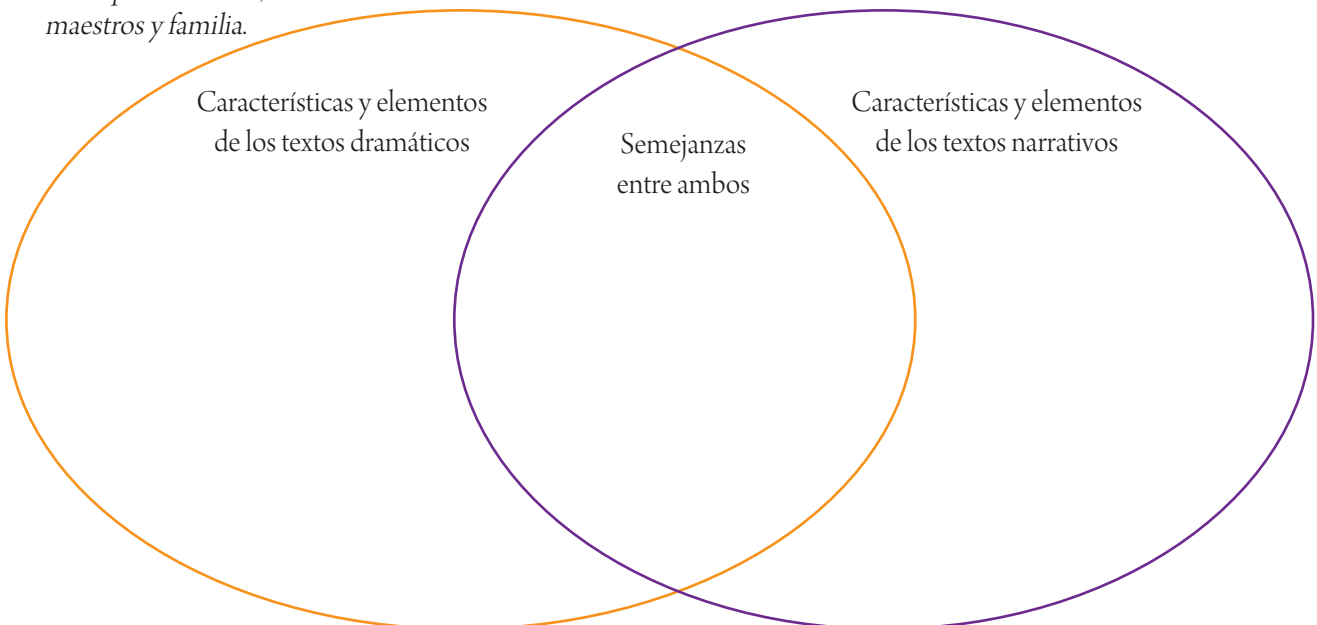 maestros y familia.
Características y elementos
de los textos dramáticos
Semejanzas
entre ambos
Características y elementos
de los textos narrativos